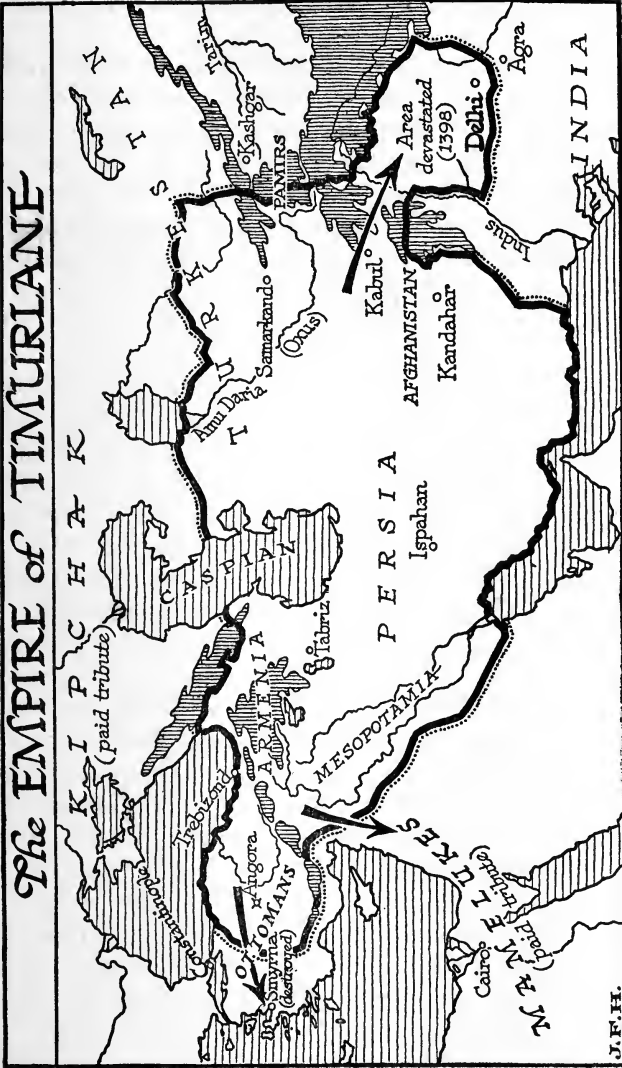 The EMPIRE of TIMURLANE
KIPCHAK
(paid tribute)
TURKESTAN
Tarim
Kashgar
PAMIRS
Samarkand
(Oxus)
Amu Daria
CASPIAN
Constantinople
Trebizond
ARMENIA
Tabriz
Angora
OTTOMANS
Smyrna
(destroyed)
MESOPOTAMIA
PERSIA
Ispahan
AFGHANISTAN
Kabul
Kandahar
Area
devastated
(1398)
Delhi
Agra
Indus
INDIA
MAMELUKES
(paid tribute)
Cairo
J.F.H.